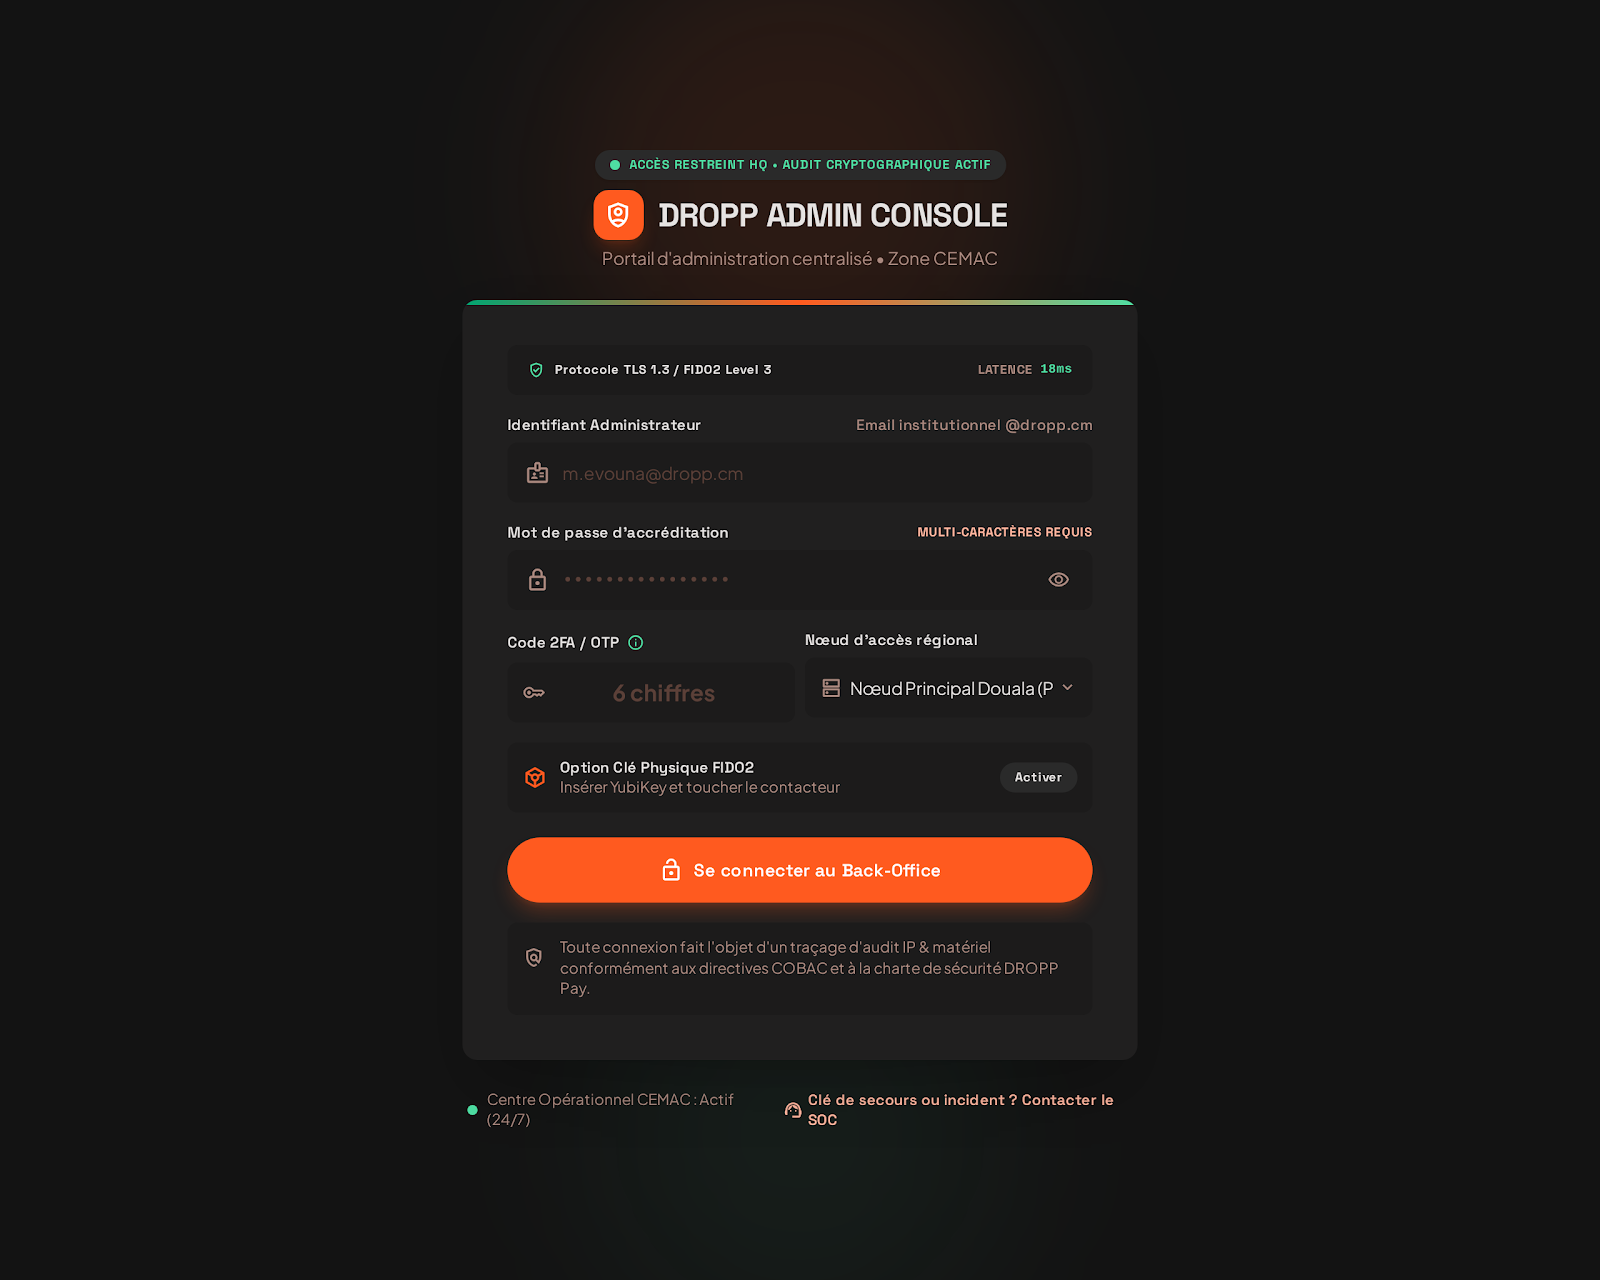 ACCÈS RESTREINT HQ • AUDIT CRYPTOGRAPHIQUE ACTIF
DROPP ADMIN CONSOLE
Portail d'administration centralisé • Zone CEMAC
Protocole TLS 1.3 / FIDO2 Level 3
LATENCE 18ms
Identifiant Administrateur
Email institutionnel @dropp.cm
m.evouna@dropp.cm
Mot de passe d'accréditation
MULTI-CARACTÈRES REQUIS
••••••••••••••••
Code 2FA / OTP
Nœud d'accès régional
6 chiffres
Nœud Principal Douala (P
Option Clé Physique FIDO2
Insérer YubiKey et toucher le contacteur
Activer
Se connecter au Back-Office
Toute connexion fait l'objet d'un traçage d'audit IP & matériel
conformément aux directives COBAC et à la charte de sécurité DROPP
Pay.
Centre Opérationnel CEMAC : Actif
(24/7)
Clé de secours ou incident ? Contacter le
SOC